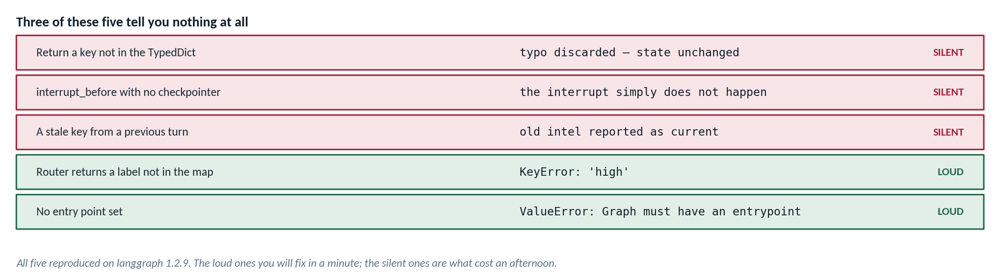 Three of these five tell you nothing at all
Return a key not in the TypedDict typo discarded — state unchanged SILENT
interrupt_before with no checkpointer the interrupt simply does not happen SILENT
A stale key from a previous turn old intel reported as current SILENT
Router returns a label not in the map KeyError: 'high' LOUD
No entry point set ValueError: Graph must have an entrypoint LOUD
All five reproduced on langgraph 1.2.9. The loud ones you will fix in a minute; the silent ones are what cost an afternoon.